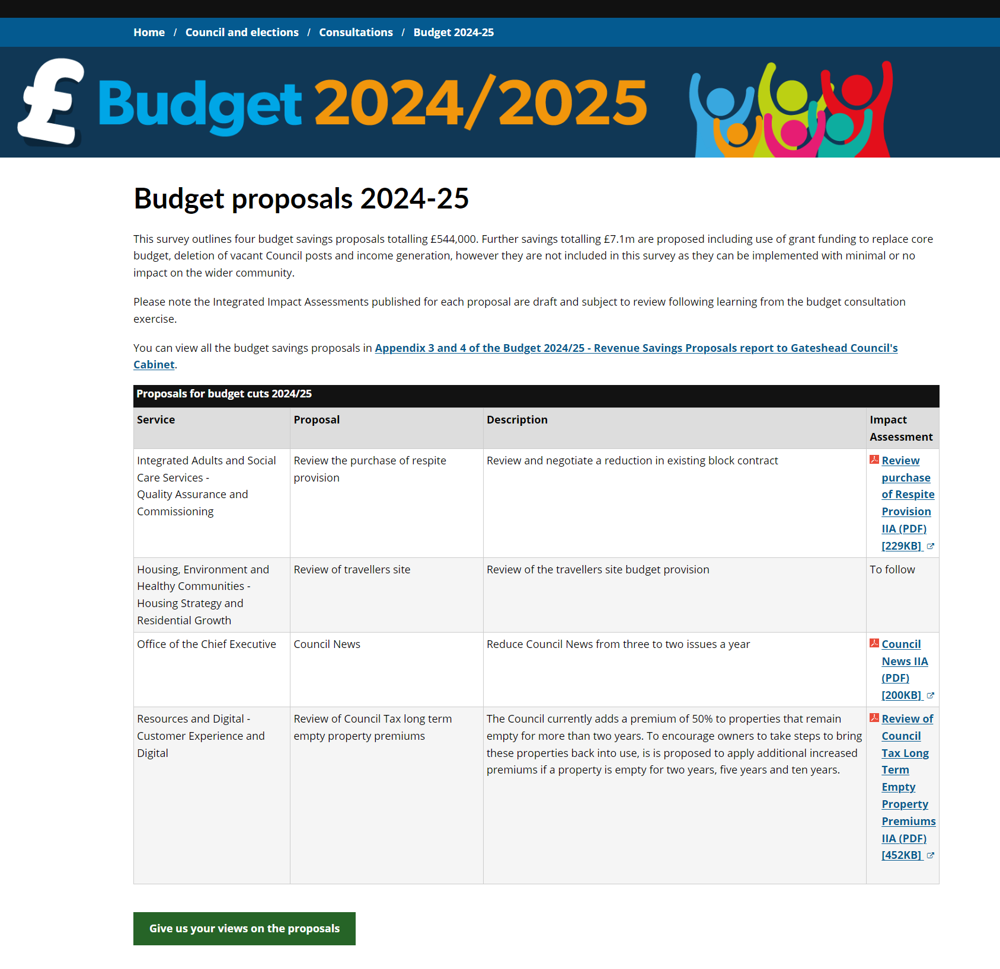 Home / Council and elections / Consultations / Budget 2024-25
£ Budget 2024/2025
Budget proposals 2024-25
This survey outlines four budget savings proposals totalling £544,000. Further savings totalling £7.1m are proposed including use of grant funding to replace core
budget, deletion of vacant Council posts and income generation, however they are not included in this survey as they can be implemented with minimal or no
impact on the wider community.
Please note the Integrated Impact Assessments published for each proposal are draft and subject to review following learning from the budget consultation
exercise.
You can view all the budget savings proposals in Appendix 3 and 4 of the Budget 2024/25 - Revenue Savings Proposals report to Gateshead Council's
Cabinet.
Proposals for budget cuts 2024/25
Service
Proposal
Description
Impact
Assessment
Integrated Adults and Social
Care Services -
Quality Assurance and
Commissioning
Review the purchase of respite
provision
Review and negotiate a reduction in existing block contract
Review
purchase
of Respite
Provision
IIA (PDF)
[229KB]
Housing, Environment and
Healthy Communities -
Housing Strategy and
Residential Growth
Review of travellers site
Review of the travellers site budget provision
To follow
Office of the Chief Executive
Council News
Reduce Council News from three to two issues a year
Council
News IIA
(PDF)
[200KB]
Resources and Digital -
Customer Experience and
Digital
Review of Council Tax long term
empty property premiums
The Council currently adds a premium of 50% to properties that remain
empty for more than two years. To encourage owners to take steps to bring
these properties back into use, is is proposed to apply additional increased
premiums if a property is empty for two years, five years and ten years.
Review of
Council
Tax Long
Term
Empty
Property
Premiums
IIA (PDF)
[452KB]
Give us your views on the proposals